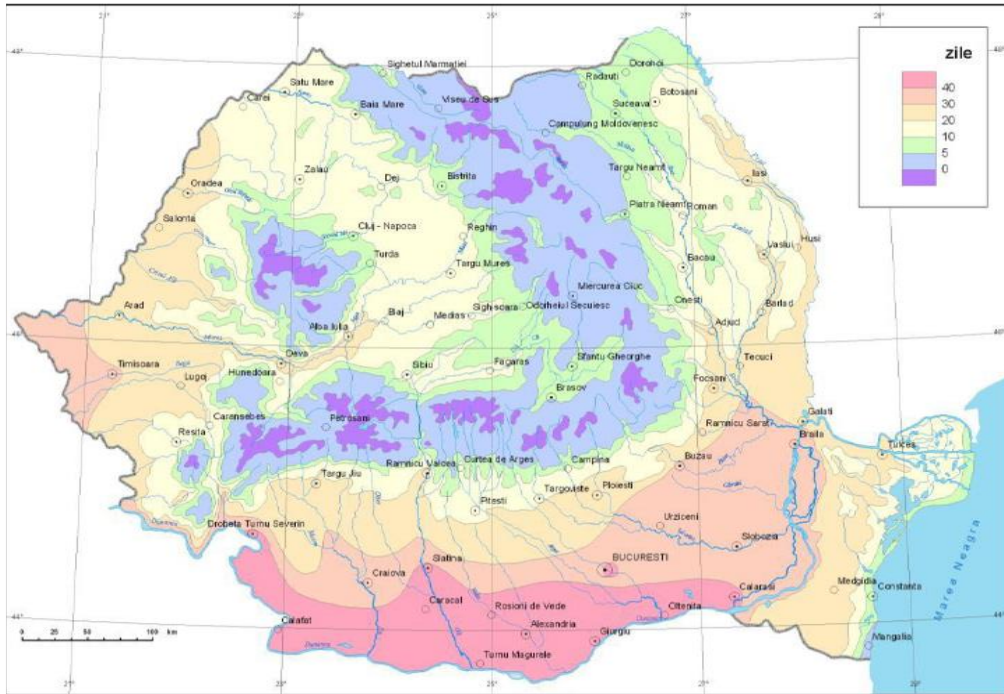 zile
40
30
20
10
5
0
Sighetul Marmatiei
Dorohoi
Satu Mare
Radauti
Viseu de Sus
Botosani
Carei
Baia Mare
Suceava
Campulung Moldovenesc
Targu Neamt
Zalau
Dej
Bistrita
Iasi
Oradea
Piatra Neamt
Roman
Salonta
Cluj - Napoca
Reghin
Husi
Vaslui
Turda
Bacau
Targu Mures
Miercurea Ciuc
Arad
Sighisoara
Odorheiul Secuiesc
Onesti
Barlad
Blaj
Medias
Alba Iulia
Adjud
Deva
Tecuci
Timisoara
Hunedoara
Sibiu
Fagaras
Sfantu Gheorghe
Lugoj
Focsani
Brasov
Caransebes
Galati
Resita
Petrosani
Ramnicu Sarat
Braila
Tulcea
Curtea de Arges
Campina
Buzau
Ramnicu Valcea
Targu Jiu
Targoviste
Ploiesti
Pitesti
Urziceni
Drobeta Turnu Severin
Slobozia
BUCURESTI
Slatina
Craiova
Calarasi
Medgidia
Constanta
Caracal
Rosiorii de Vede
Oltenita
Calafat
Alexandria
Giurgiu
Mangalia
Turnu Magurele
Marea Neagra
0 25 50 100
km